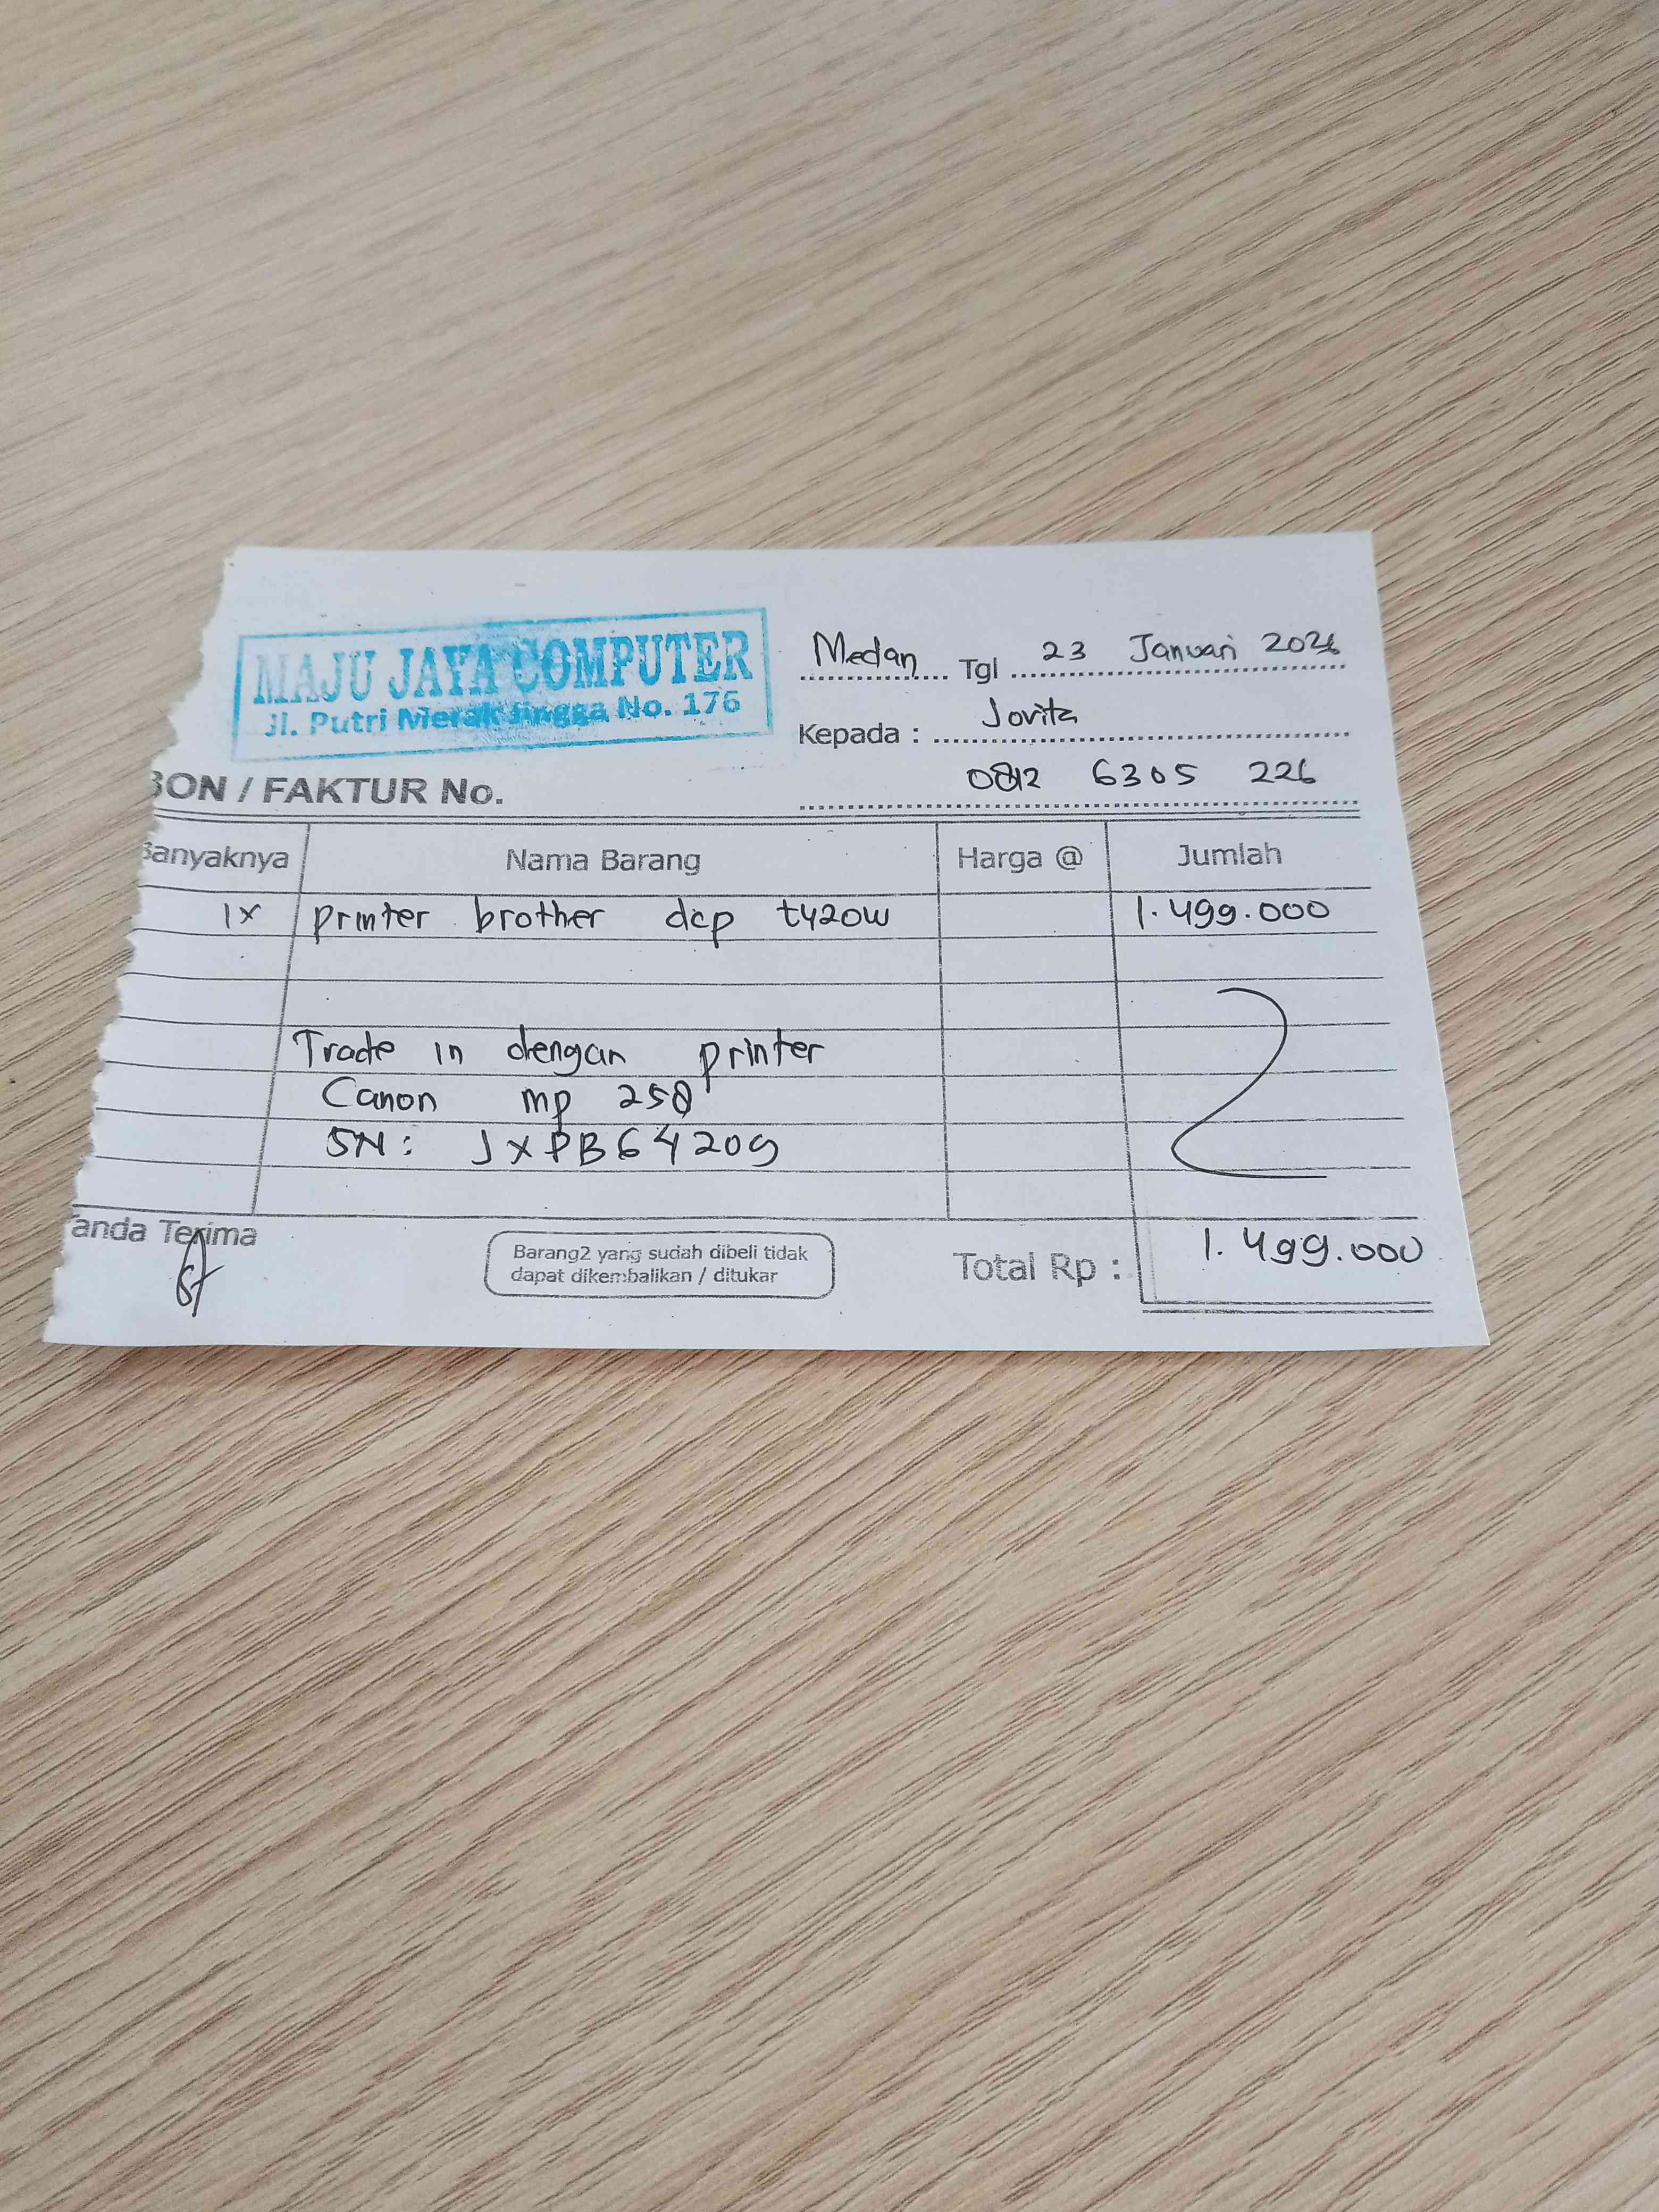 MAJU JAYA COMPUTER
Jl. Putri Merak Jingga No. 176
Medan Tgl 23 Januari
Kepada : Jovita
0812 6305 226
BON / FAKTUR No.
Banyaknya Nama Barang Harga @ Jumlah
1x printer brother dcp t420w 1.499.000
Trade in dengan printer
Canon mp 258
SN: JXPB64209
Tanda Terima
Barang2 yang sudah dibeli tidak
dapat dikembalikan / ditukar
Total Rp : 1.499.000